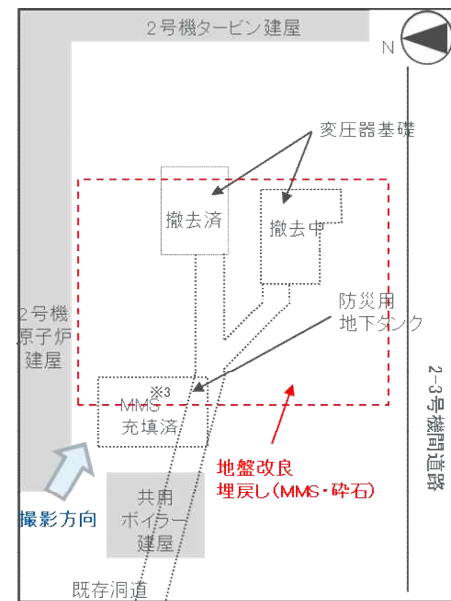 2号機タービン建屋
N
変圧器基礎
撤去済
撤去中
防災用
地下タンク
2号機
原子炉
建屋
※3
MMS
充填済
2-3号機間道路
地盤改良
埋戻し(MMS・砕石)
撮影方向
共用
ボイラー
建屋
既存洞道